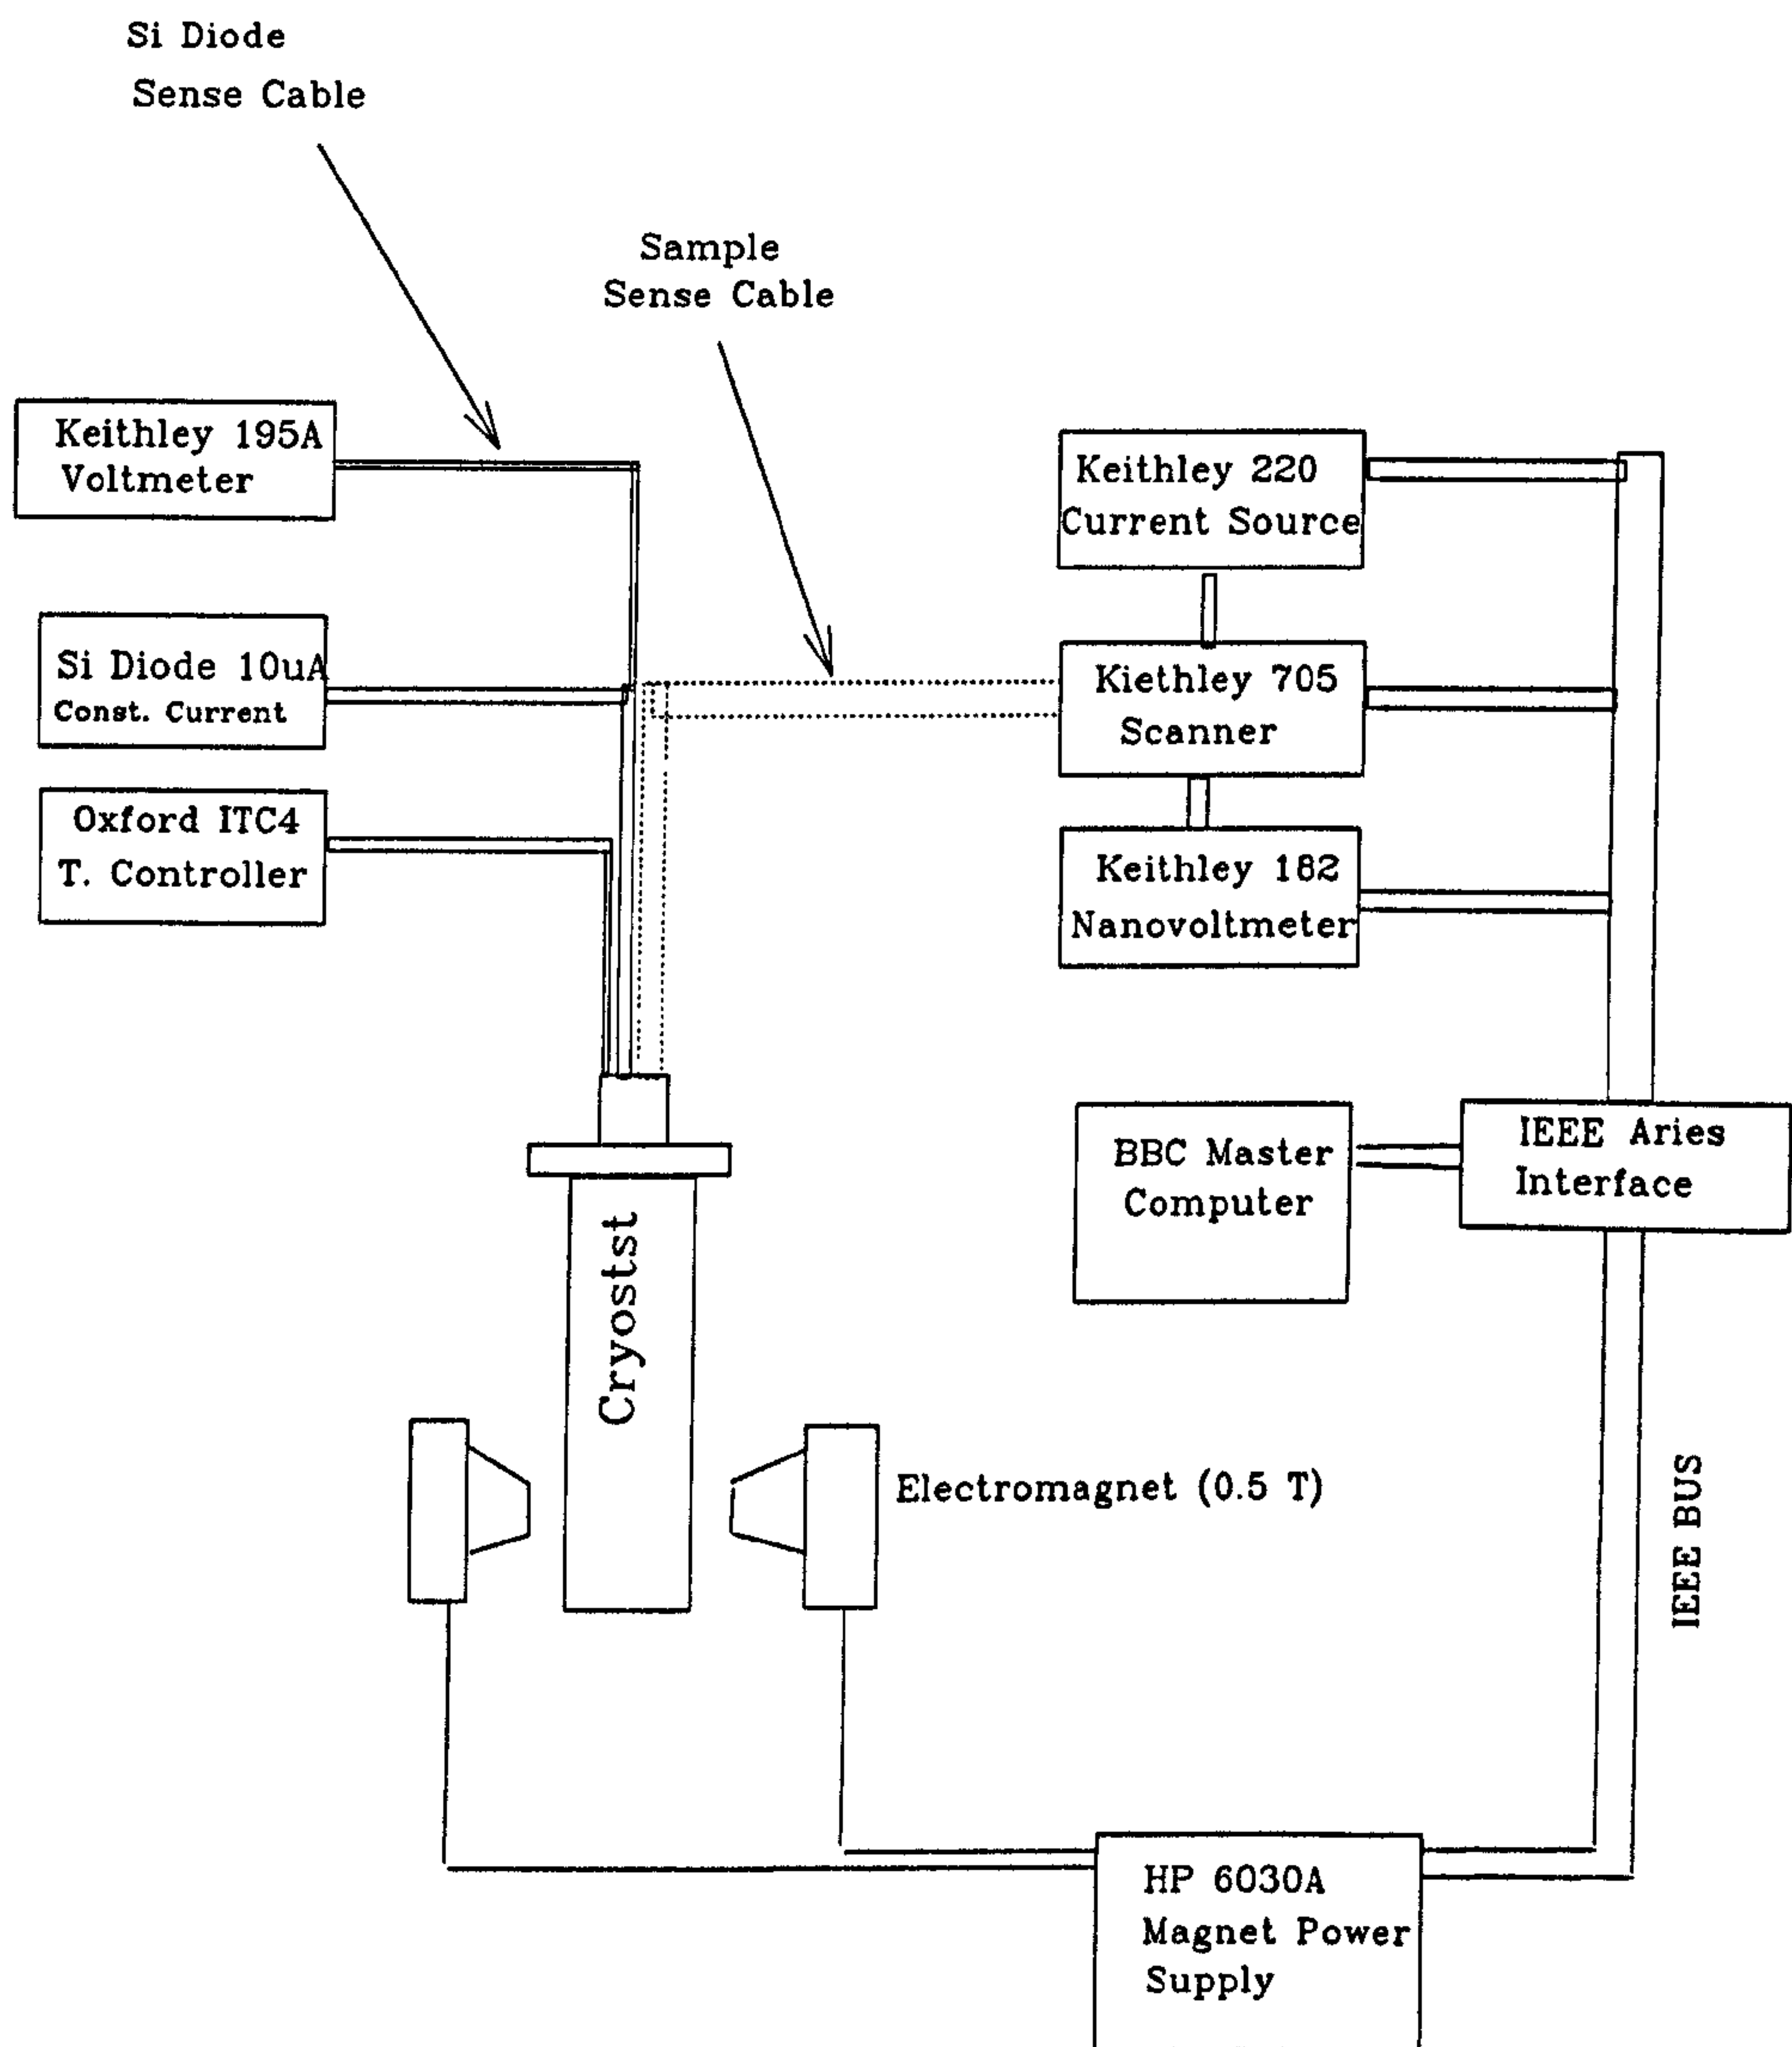 Si Diode
Sense Cable
Sample
Sense Cable
Keithley 195A
Voltmeter
Si Diode 10uA
Const. Current
Oxford ITC4
T. Controller
Keithley 220
Current Source
Kiethley 705
Scanner
Keithley 182
Nanovoltmeter
BBC Master
Computer
IEEE Aries
Interface
Cryostst
Electromagnet (0.5 T)
IEEE BUS
HP 6030A
Magnet Power
Supply